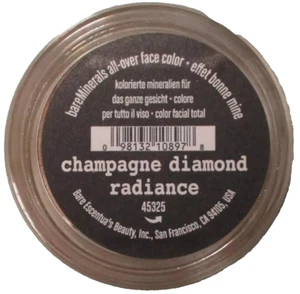 bareMinerals all-over face color • effet bonne mine
kolorierte mineralien für
das ganze gesicht • colore
per tutto il viso • color facial total
0 98132 10897 8
champagne diamond
radiance
45325
Bare Escentuals Beauty, Inc., San Francisco, CA 94105, USA